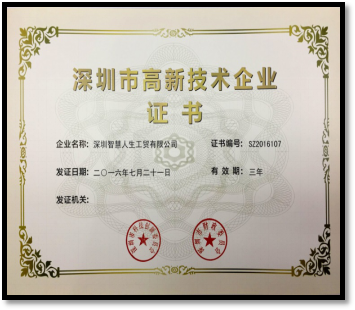 深圳市高新技术企业
证书
企业名称：深圳智慧人生工贸有限公司 证书编号：SZ2016107
发证日期：二〇一六年七月二十一日 有效期：三年
发证机关：